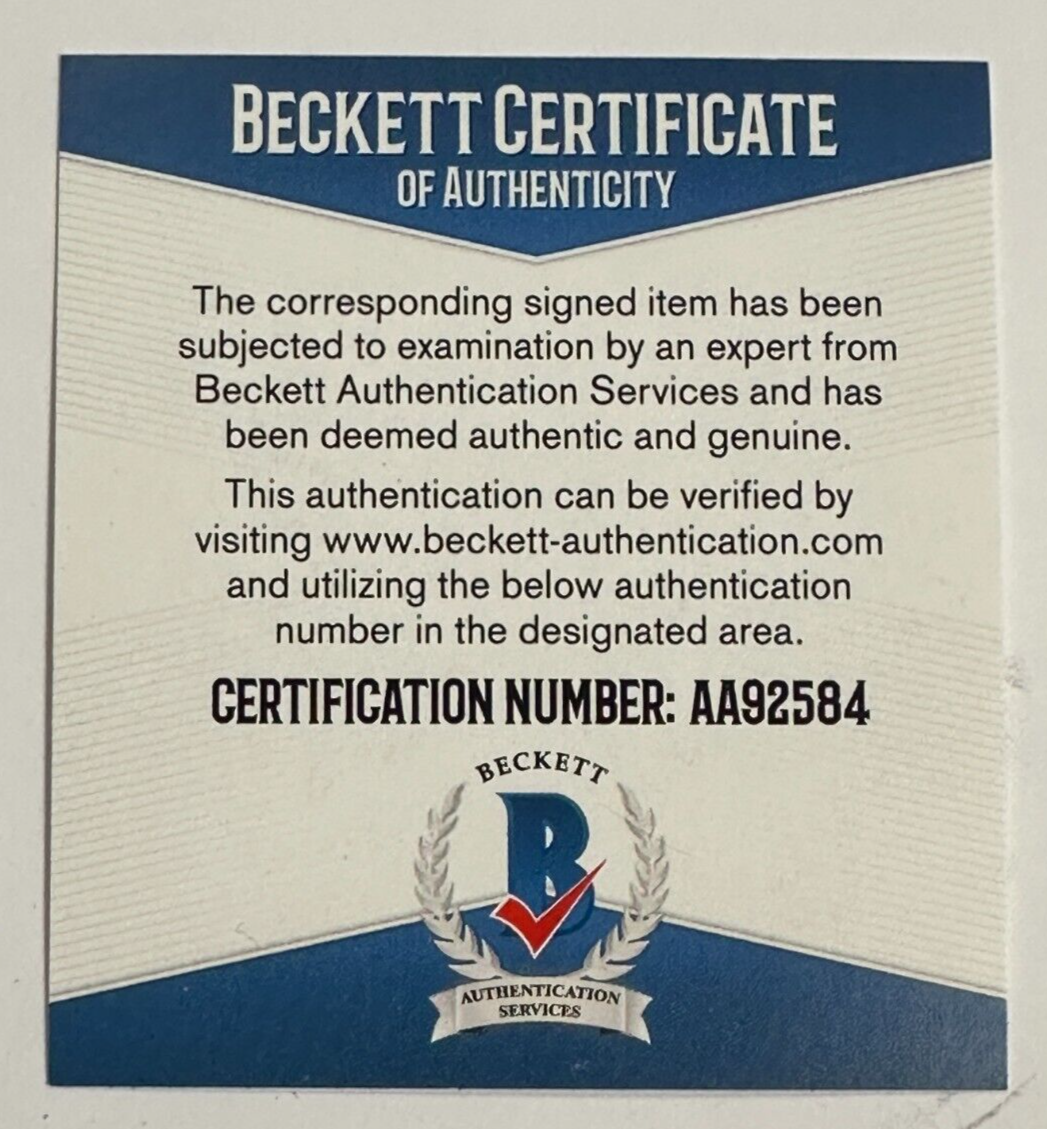 BECKETT CERTIFICATE
OF AUTHENTICITY
The corresponding signed item has been
subjected to examination by an expert from
Beckett Authentication Services and has
been deemed authentic and genuine.
This authentication can be verified by
visiting www.beckett-authentication.com
and utilizing the below authentication
number in the designated area.
CERTIFICATION NUMBER: AA92584
BECKETT
B
AUTHENTICATION
SERVICES